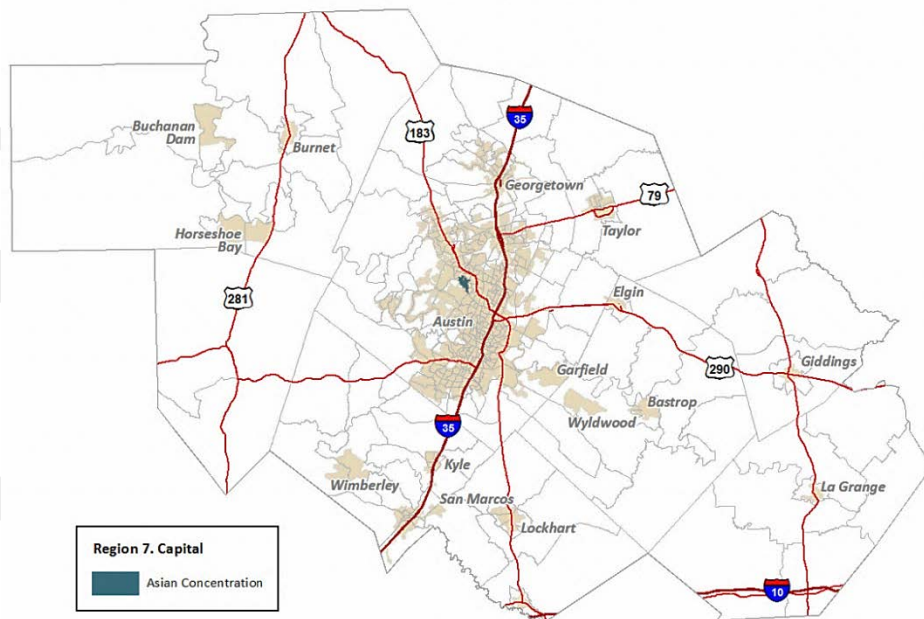 35
Buchanan
Dam
183
Burnet
Georgetown
79
Taylor
Horseshoe
Bay
281
Elgin
Austin
Giddings
Garfield
290
Bastrop
Wyldwood
35
Kyle
Wimberley
La Grange
San Marcos
Lockhart
Region 7. Capital
Asian Concentration
10